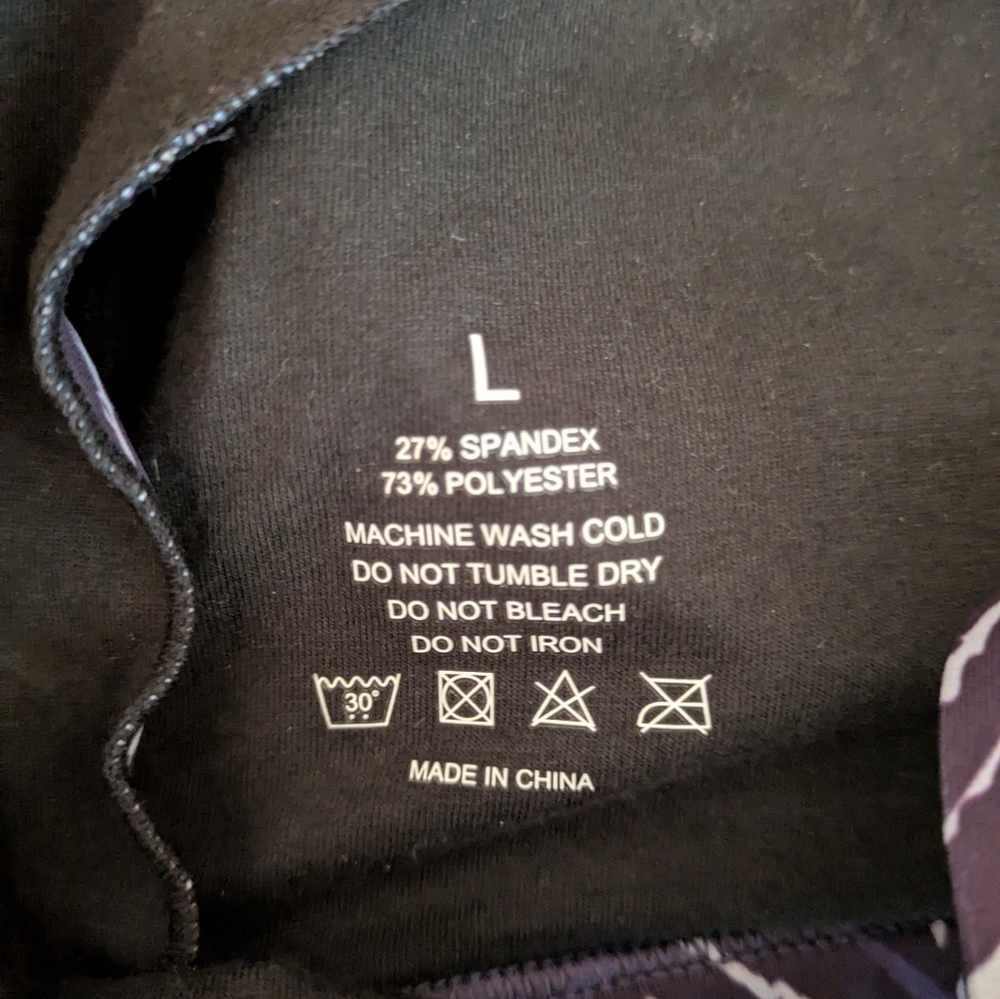 L
27% SPANDEX
73% POLYESTER
MACHINE WASH COLD
DO NOT TUMBLE DRY
DO NOT BLEACH
DO NOT IRON
30°
MADE IN CHINA